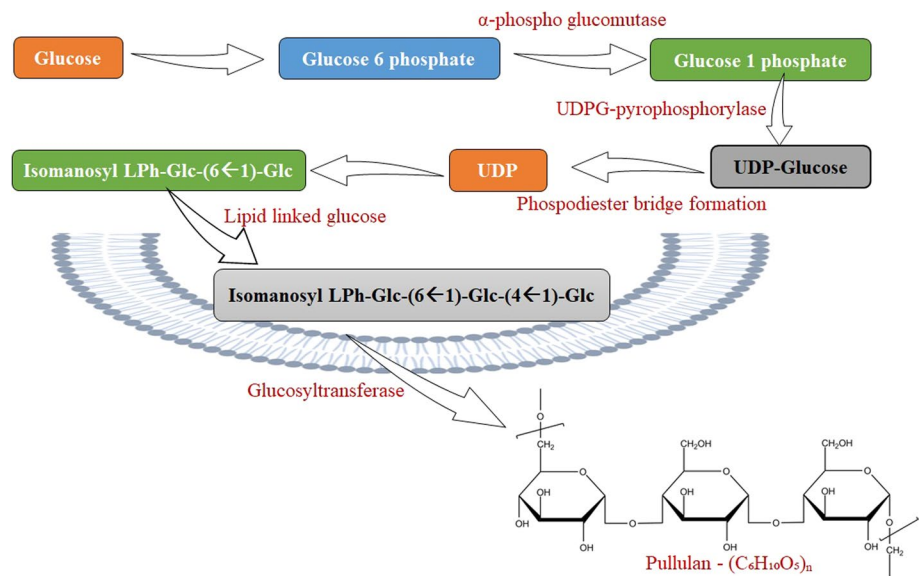 α-phospho glucomutase
Glucose
Glucose 6 phosphate
Glucose 1 phosphate
UDPG-pyrophosphorylase
Isomanosyl LPh-Glc-(6←1)-Glc
UDP
UDP-Glucose
Phospodiester bridge formation
Lipid linked glucose
Isomanosyl LPh-Glc-(6←1)-Glc-(4←1)-Glc
Glucosyltransferase
O
CH₂
CH₂OH
CH₂OH
O
O
O
OH
OH
OH
OH
O
O
O
OH
OH
OH
CH₂
O
Pullulan - (C₆H₁₀O₅)ₙ